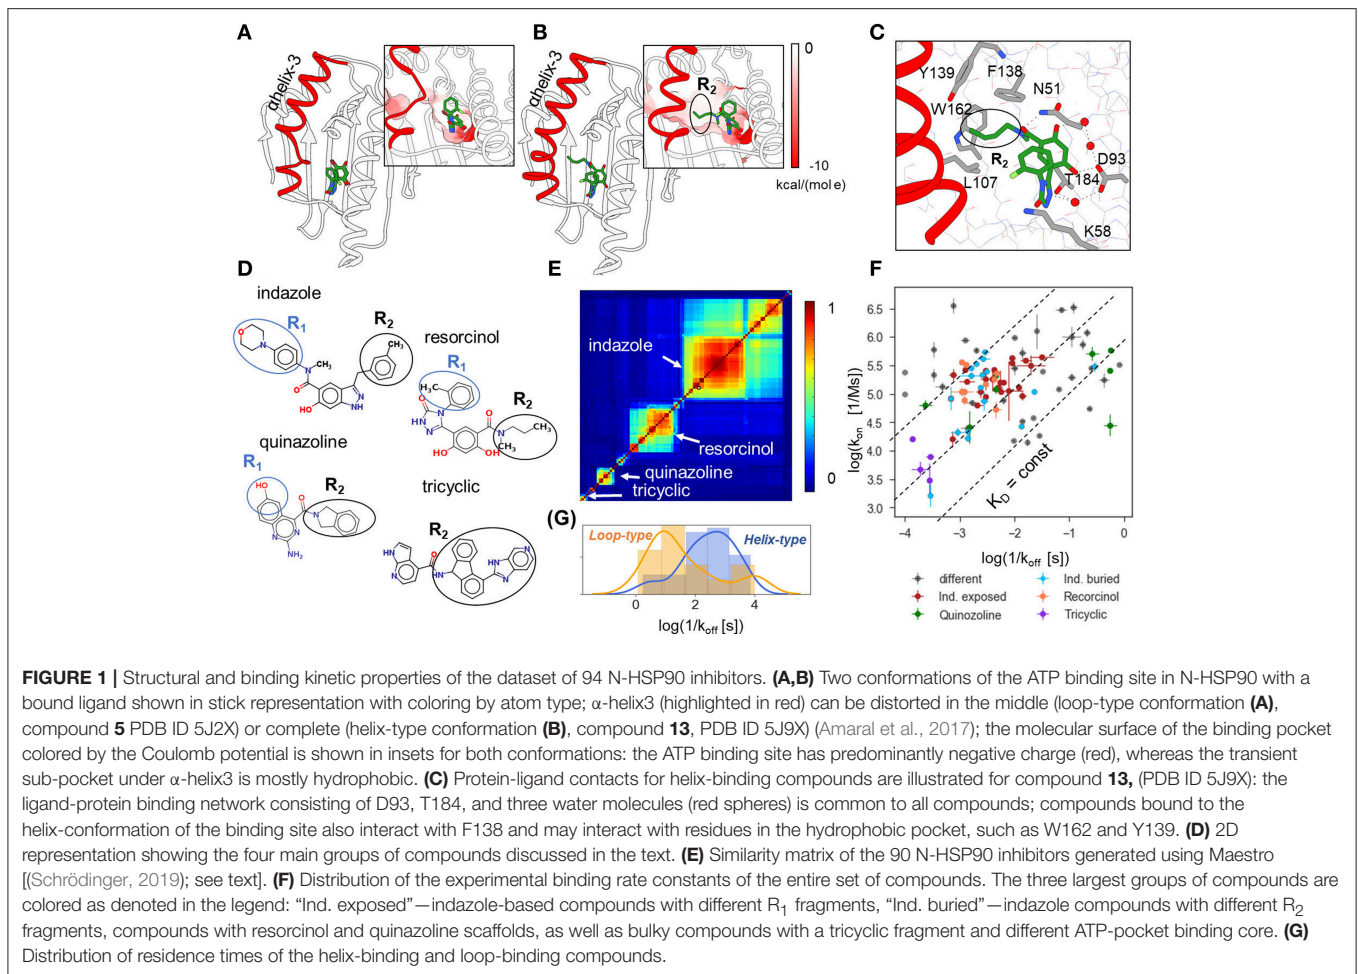 A
B
C
αhelix-3
αhelix-3
R2
0
-10
kcal/(mol e)
Y139
F138
N51
W162
R2
D93
T184
L107
K58
D
E
F
indazole
R1
R2
O
N
CH3
N
CH3
O
N
HO
NH
resorcinol
R1
H3C
O
N
HN
N
R2
O
N
CH3
CH3
HO
OH
quinazoline
R1
HO
R2
O
N
N
N
NH2
tricyclic
R2
HN
N
O
NH
N
N
N
H
indazole
resorcinol
quinazoline
tricyclic
1
0
(G)
Loop-type
Helix-type
0 2 4
log(1/koff [s])
log(kon [1/Ms]
6.5
6.0
5.5
5.0
4.5
4.0
3.5
3.0
KD = const
-4 -3 -2 -1 0
log(1/koff [s])
different
Ind. buried
Ind. exposed
Recorcinol
Quinozoline
Tricyclic
FIGURE 1 | Structural and binding kinetic properties of the dataset of 94 N-HSP90 inhibitors. (A,B) Two conformations of the ATP binding site in N-HSP90 with a
bound ligand shown in stick representation with coloring by atom type; α-helix3 (highlighted in red) can be distorted in the middle (loop-type conformation (A),
compound 5 PDB ID 5J2X) or complete (helix-type conformation (B), compound 13, PDB ID 5J9X) (Amaral et al., 2017); the molecular surface of the binding pocket
colored by the Coulomb potential is shown in insets for both conformations: the ATP binding site has predominantly negative charge (red), whereas the transient
sub-pocket under α-helix3 is mostly hydrophobic. (C) Protein-ligand contacts for helix-binding compounds are illustrated for compound 13, (PDB ID 5J9X): the
ligand-protein binding network consisting of D93, T184, and three water molecules (red spheres) is common to all compounds; compounds bound to the
helix-conformation of the binding site also interact with F138 and may interact with residues in the hydrophobic pocket, such as W162 and Y139. (D) 2D
representation showing the four main groups of compounds discussed in the text. (E) Similarity matrix of the 90 N-HSP90 inhibitors generated using Maestro
[(Schrödinger, 2019); see text]. (F) Distribution of the experimental binding rate constants of the entire set of compounds. The three largest groups of compounds are
colored as denoted in the legend: “Ind. exposed”—indazole-based compounds with different R1 fragments, “Ind. buried”—indazole compounds with different R2
fragments, compounds with resorcinol and quinazoline scaffolds, as well as bulky compounds with a tricyclic fragment and different ATP-pocket binding core. (G)
Distribution of residence times of the helix-binding and loop-binding compounds.